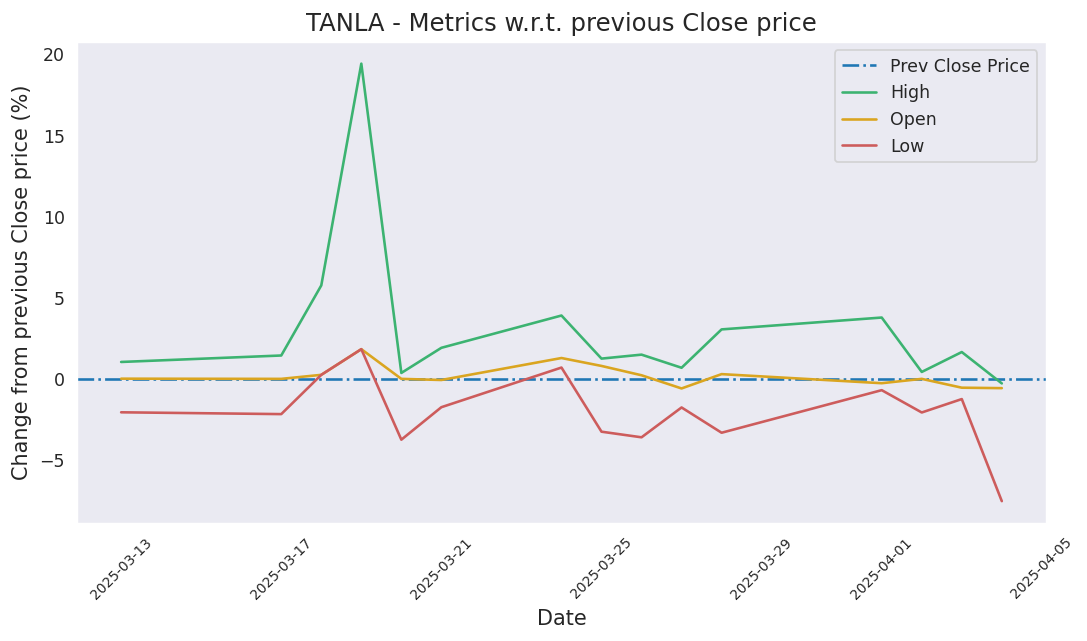 TANLA - Metrics w.r.t. previous Close price
Change from previous Close price (%)
20
15
10
5
0
−5
Prev Close Price
High
Open
Low
2025-03-13
2025-03-17
2025-03-21
2025-03-25
2025-03-29
2025-04-01
2025-04-05
Date